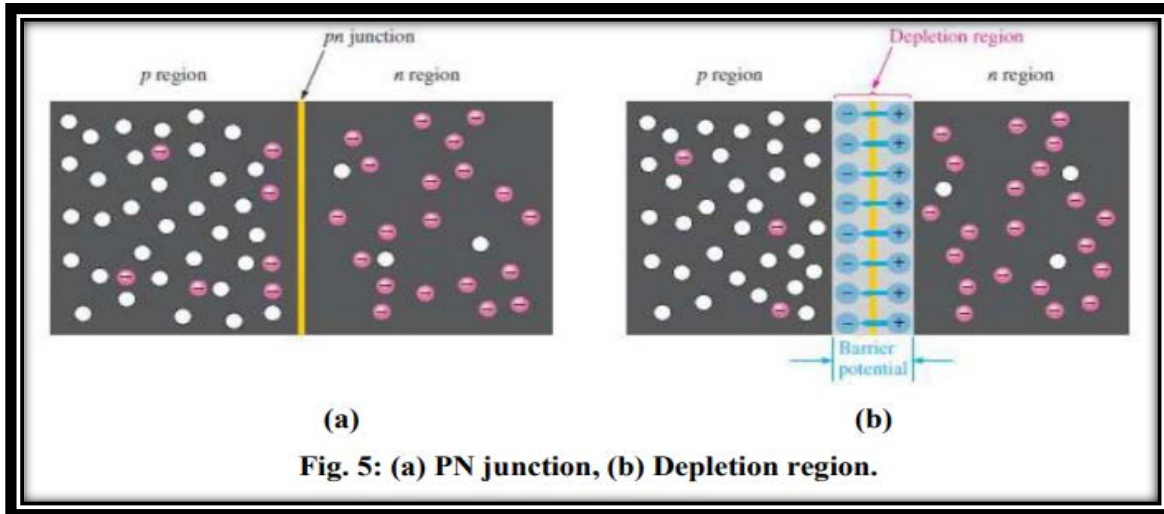 pn junction
p region
n region
Depletion region
p region
n region
Barrier
potential
(a)
(b)
Fig. 5: (a) PN junction, (b) Depletion region.